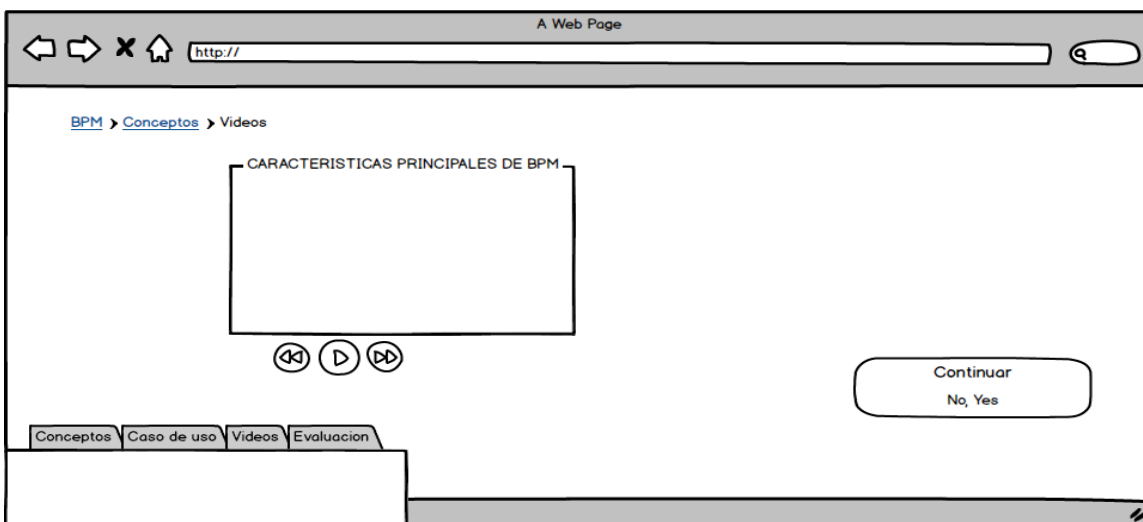 A Web Page
http://
BPM > Conceptos > Videos
CARACTERISTICAS PRINCIPALES DE BPM
Continuar
No, Yes
Conceptos Caso de uso Videos Evaluacion